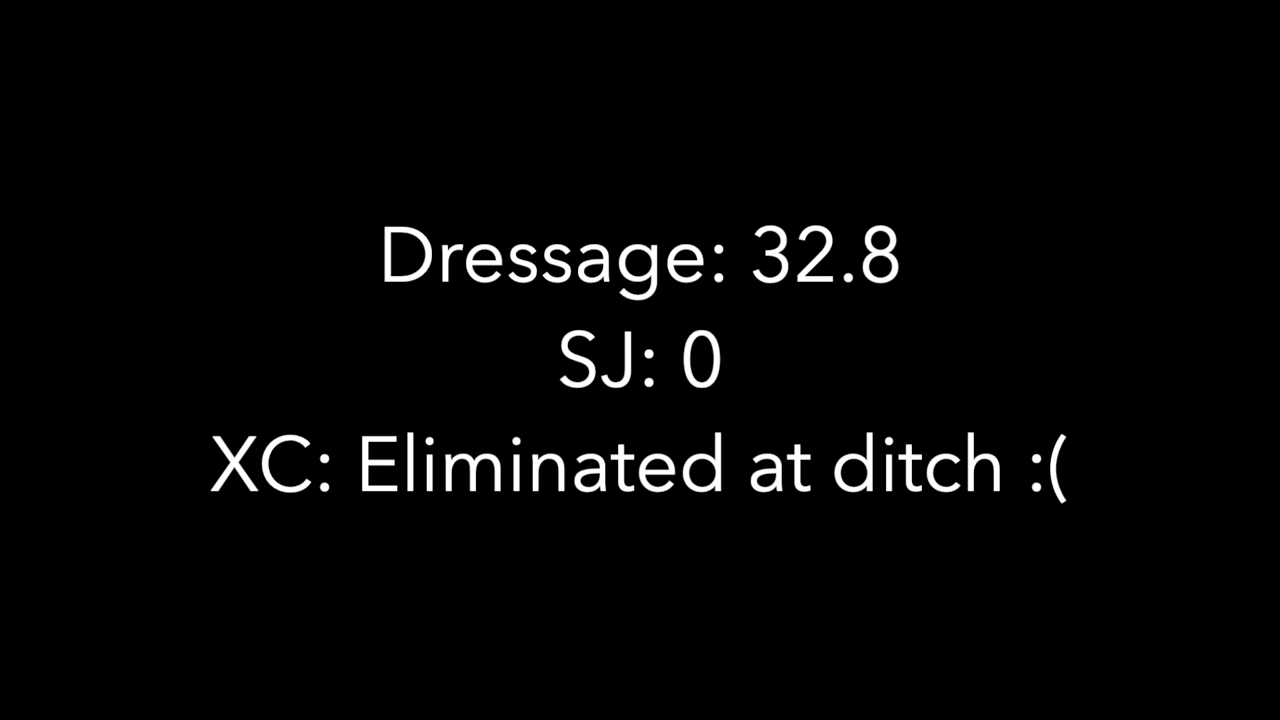 Dressage: 32.8
SJ: 0
XC: Eliminated at ditch :(